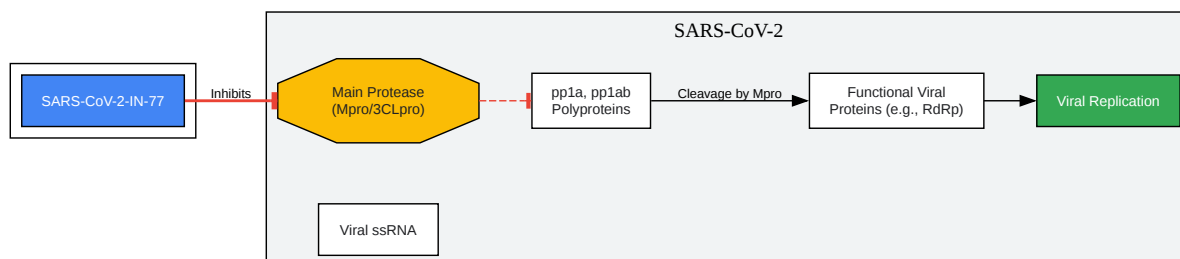 SARS-CoV-2
SARS-CoV-2-IN-77
Inhibits
Main Protease
(Mpro/3CLpro)
pp1a, pp1ab
Polyproteins
Cleavage by Mpro
Functional Viral
Proteins (e.g., RdRp)
Viral Replication
Viral ssRNA